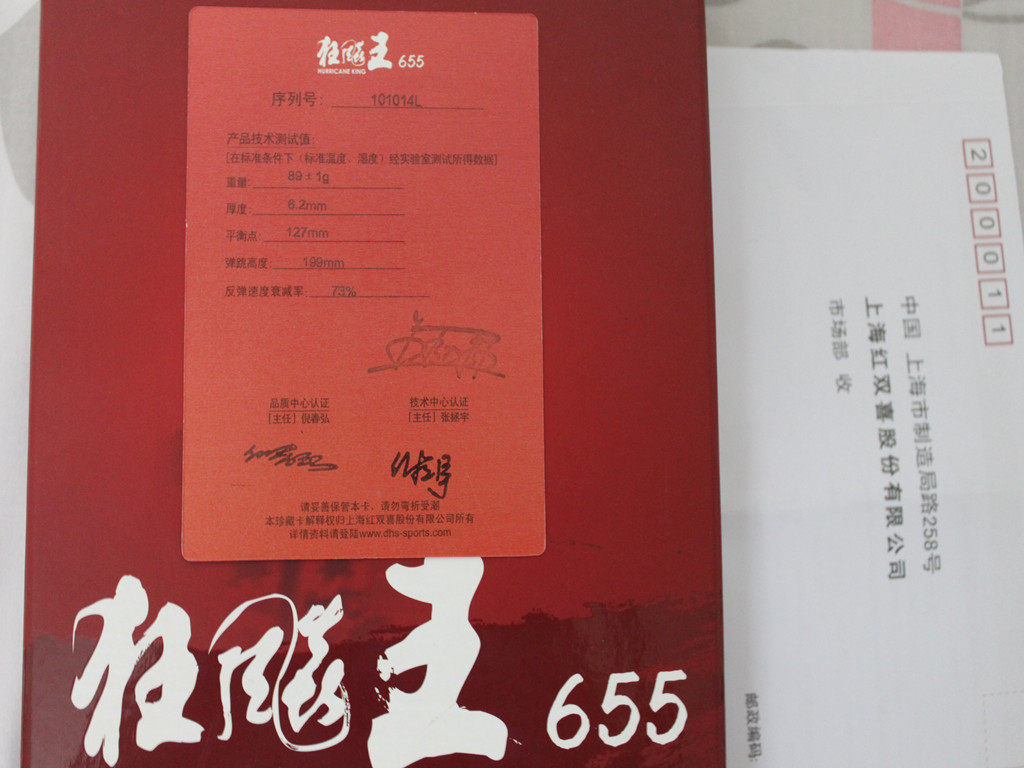 狂飚王 655
HURRICANE KING
序列号: 101014L
产品技术测试值:
[在标准条件下（标准温度、湿度）经实验室测试所得数据]
重量: 89±1g
厚度: 6.2mm
平衡点: 127mm
弹跳高度: 199mm
反弹速度衰减率 73%
品质中心认证
[主任] 倪春弘
技术中心认证
[主任] 张拯宇
请妥善保管本卡，请勿弯折受潮
本珍藏卡解释权归上海红双喜股份有限公司所有
详情资料请登陆www.dhs-sports.com
狂飚王 655
200011
中国 上海市制造局路258号
上海红双喜股份有限公司
市场部 收
邮政编码: